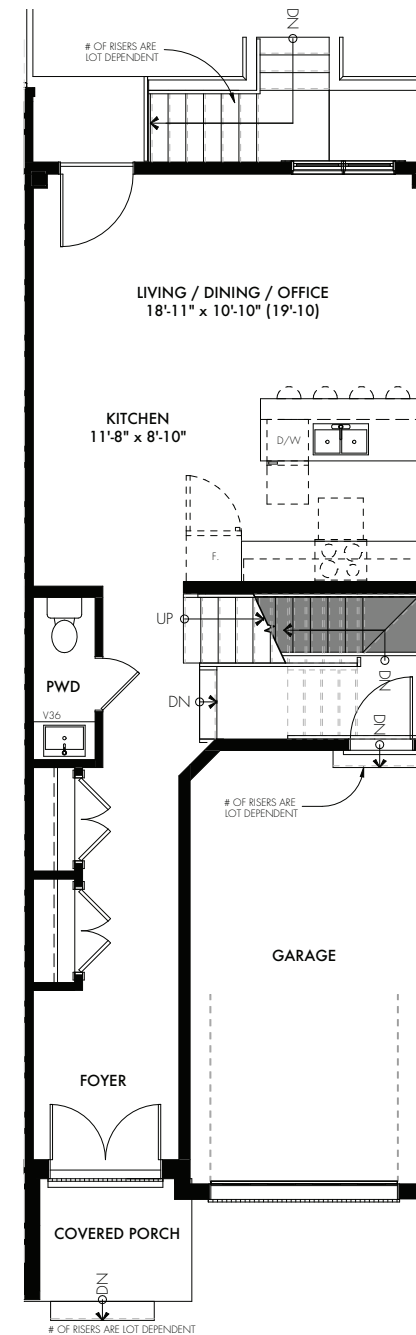 DN
# OF RISERS ARE
LOT DEPENDENT
LIVING / DINING / OFFICE
18'-11" x 10'-10" (19'-10)
KITCHEN
11'-8" x 8'-10"
D/W
F.
UP
DN
PWD
DN
DN
V36
# OF RISERS ARE
LOT DEPENDENT
GARAGE
FOYER
COVERED PORCH
DN
# OF RISERS ARE LOT DEPENDENT